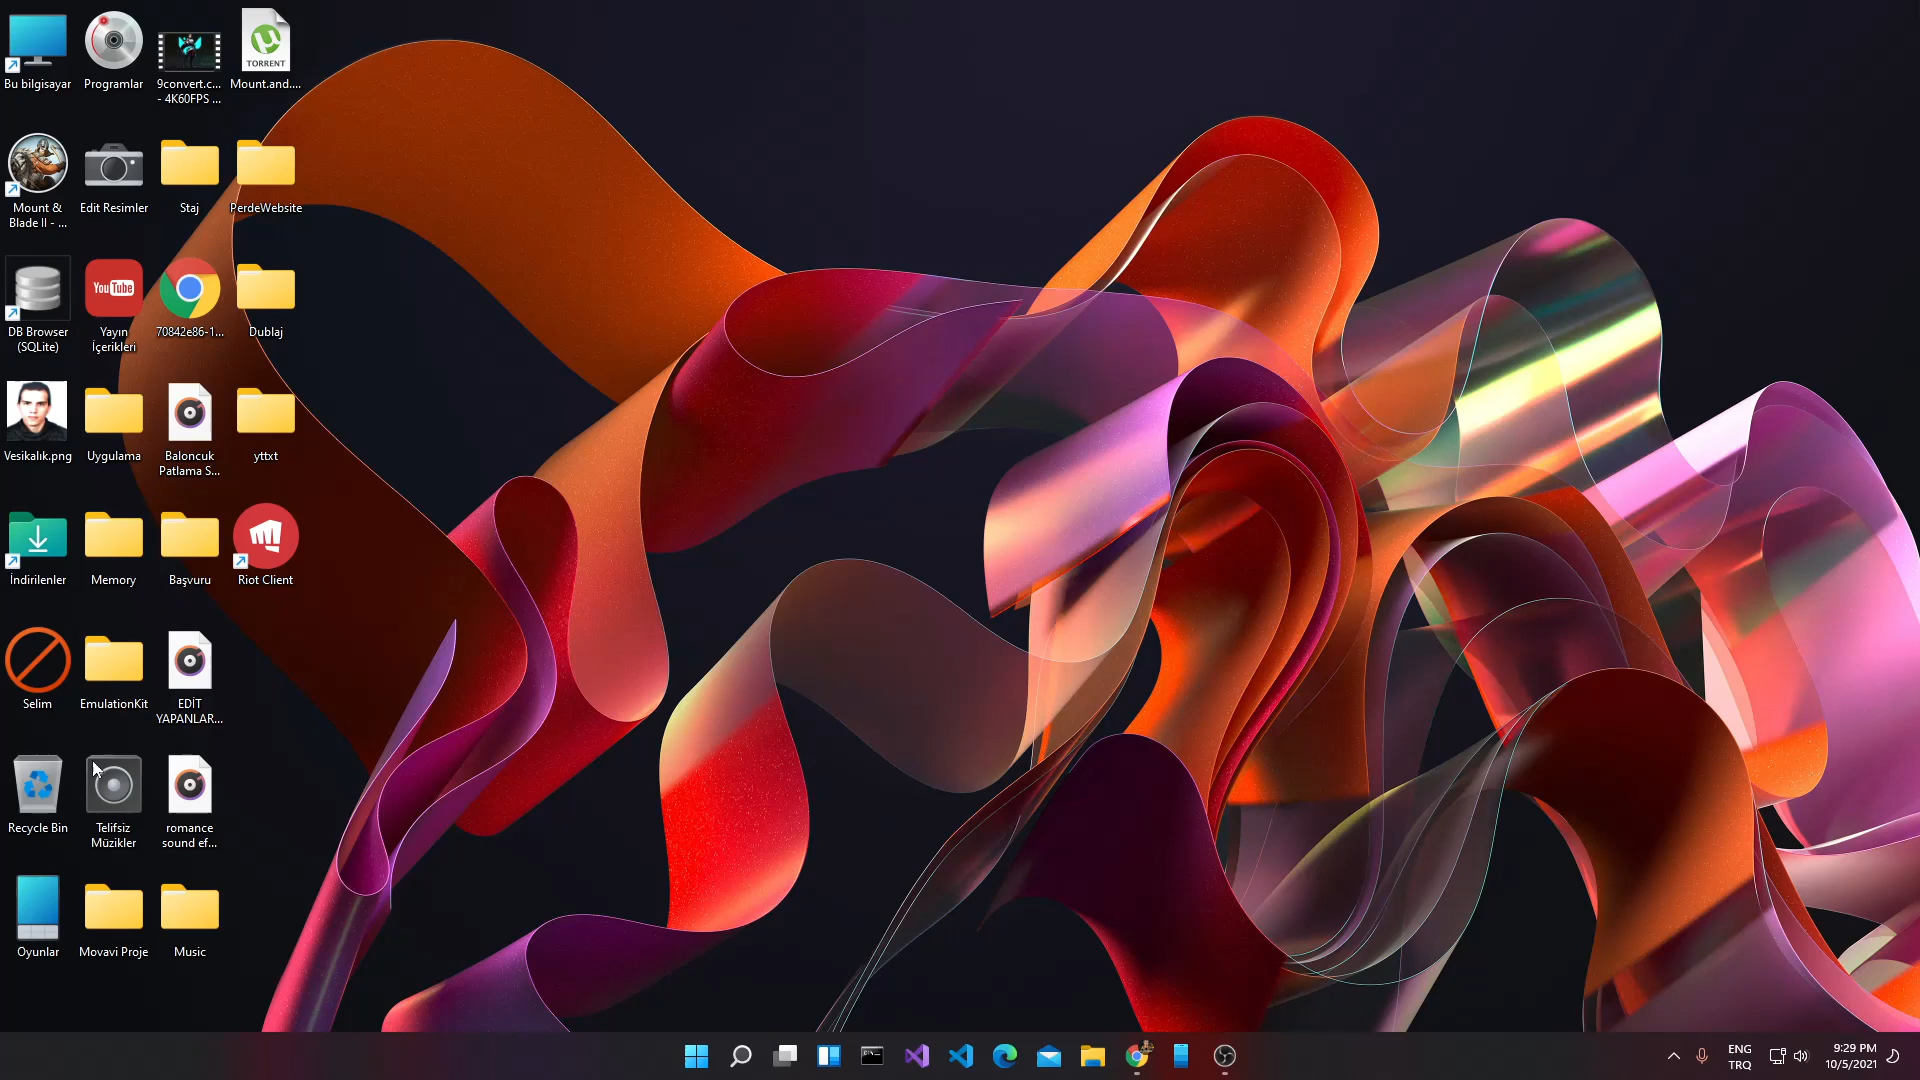 Bu bilgisayar
Programlar
9convert.c...
- 4K60FPS ...
TORRENT
Mount.and....
Mount &
Blade II - ...
Edit Resimler
Staj
PerdeWebsite
DB Browser
(SQLite)
YouTube
Yayın
İçerikleri
70842e86-1...
Dublaj
Vesikalık.png
Uygulama
Baloncuk
Patlama S...
yttxt
İndirilenler
Memory
Başvuru
Riot Client
Selim
EmulationKit
EDİT
YAPANLAR...
Recycle Bin
Telifsiz
Müzikler
romance
sound ef...
Oyunlar
Movavi Proje
Music
ENG
TRQ
9:29 PM
10/5/2021